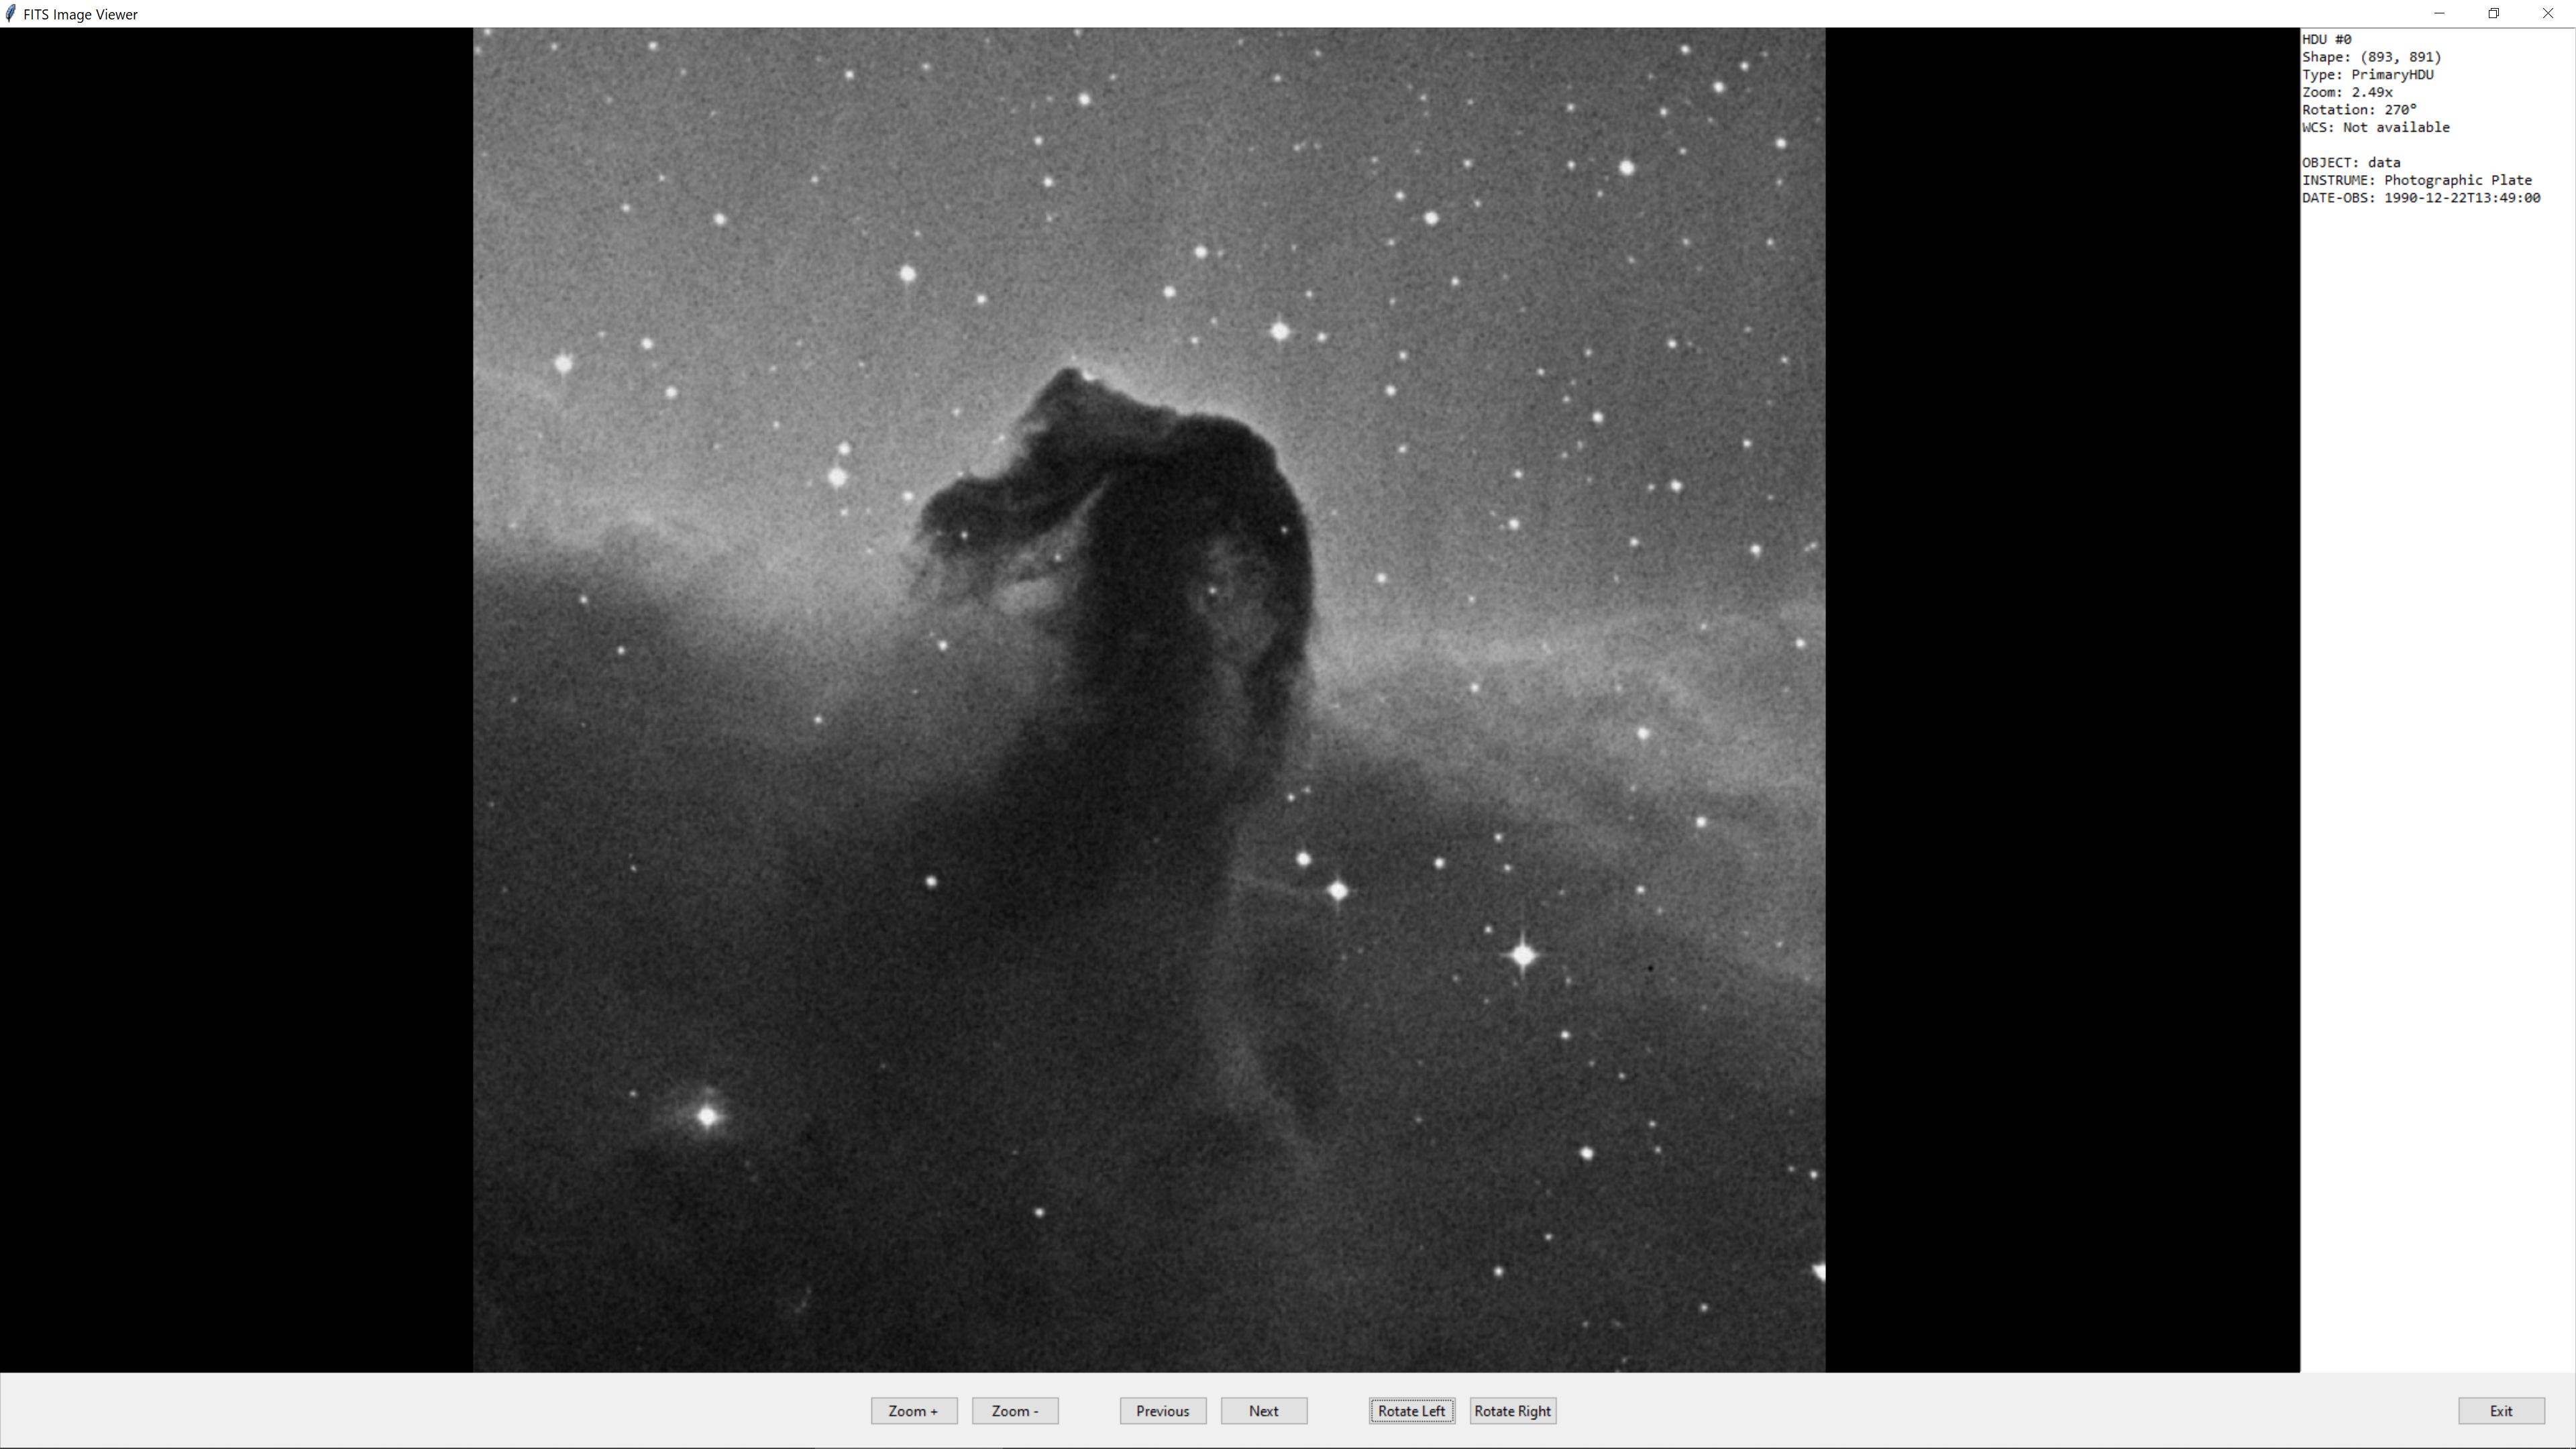 FITS Image Viewer
HDU #0
Shape: (893, 891)
Type: PrimaryHDU
Zoom: 2.49x
Rotation: 270°
WCS: Not available
OBJECT: data
INSTRUME: Photographic Plate
DATE-OBS: 1990-12-22T13:49:00
Zoom + Zoom - Previous Next Rotate Left Rotate Right Exit